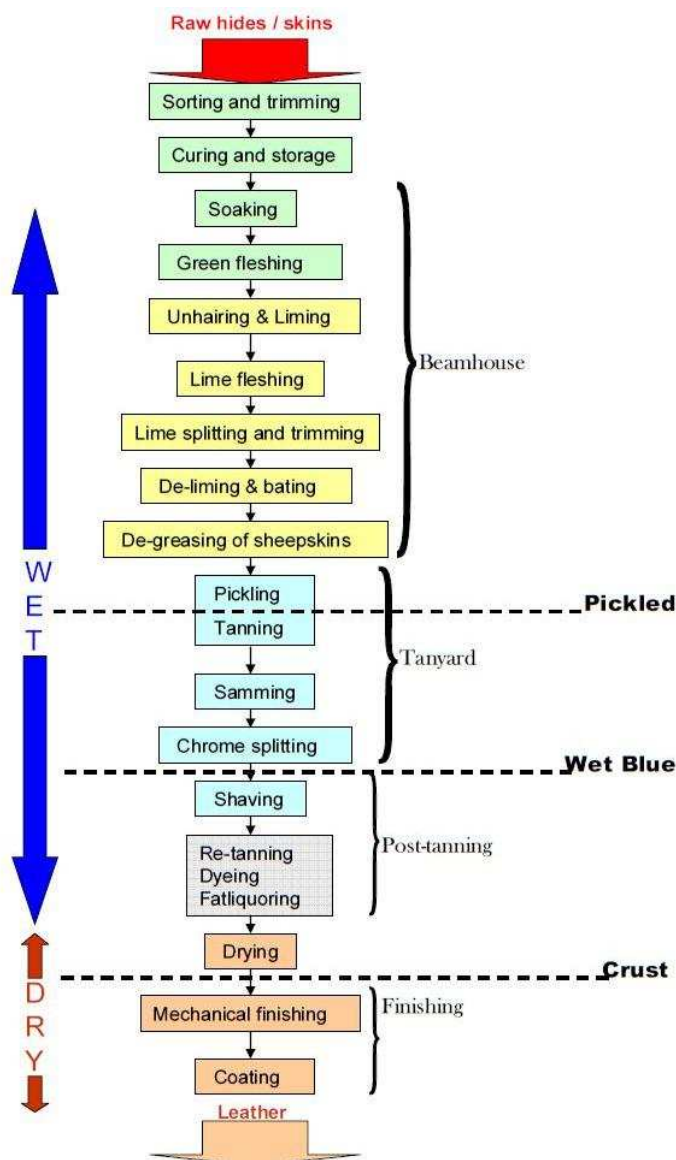 Raw hides / skins
Sorting and trimming
Curing and storage
Soaking
Green fleshing
Unhairing & Liming
Lime fleshing
Beamhouse
Lime splitting and trimming
De-liming & bating
De-greasing of sheepskins
WET
Pickling
Pickled
Tanning
Tanyard
Samming
Chrome splitting
Wet Blue
Shaving
Post-tanning
Re-tanning
Dyeing
Fatliquoring
Drying
Crust
DRY
Mechanical finishing
Finishing
Coating
Leather